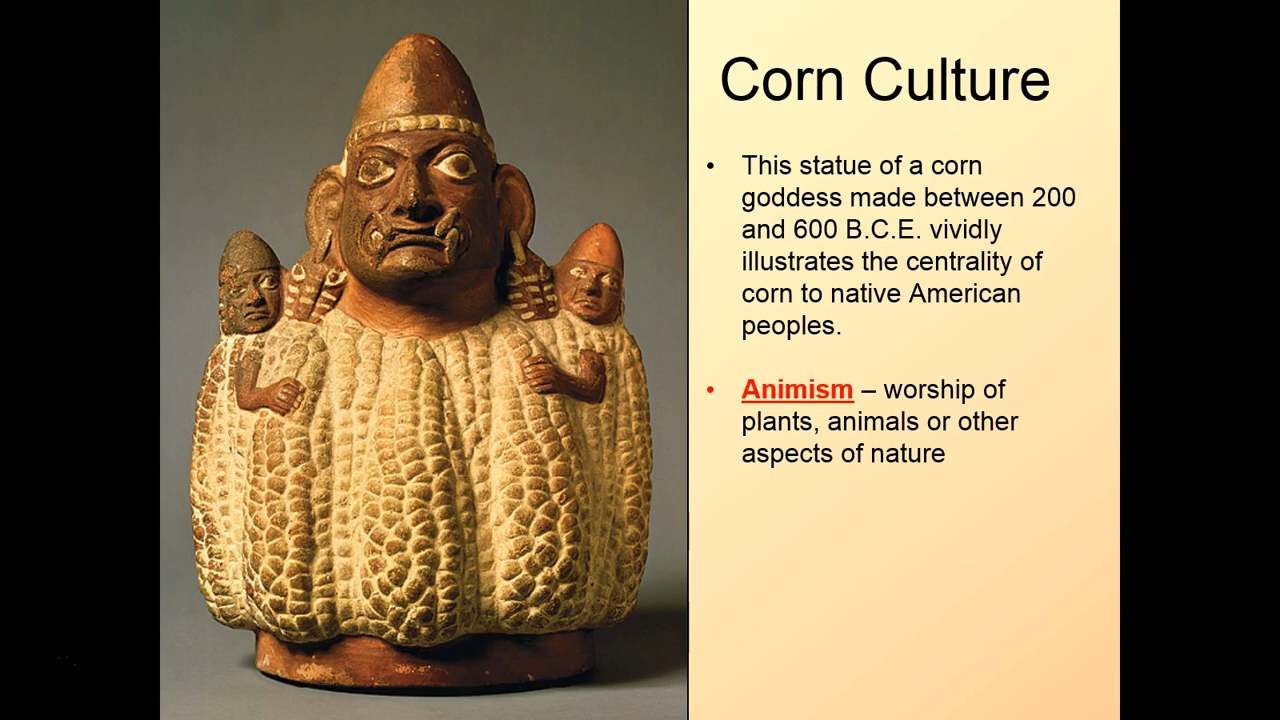 Corn Culture
• This statue of a corn
goddess made between 200
and 600 B.C.E. vividly
illustrates the centrality of
corn to native American
peoples.
• Animism – worship of
plants, animals or other
aspects of nature